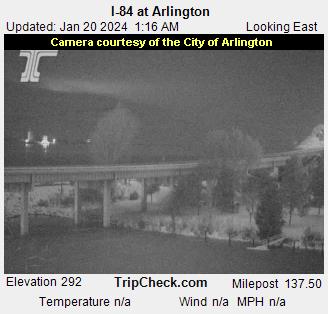 I-84 at Arlington
Updated: Jan 20 2024 1:16 AM Looking East
Camera courtesy of the City of Arlington
Elevation 292 TripCheck.com Milepost 137.50
Temperature n/a Wind n/a MPH n/a